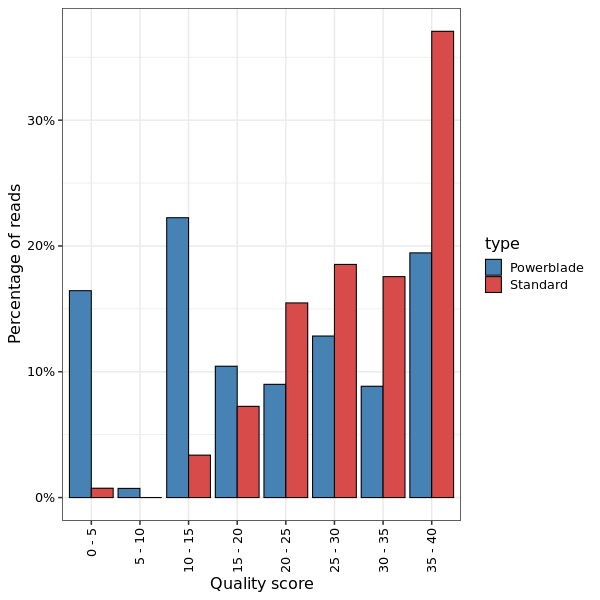 Percentage of reads
30%
20%
10%
0%
0 - 5
5 - 10
10 - 15
15 - 20
20 - 25
25 - 30
30 - 35
35 - 40
Quality score
type
Powerblade
Standard